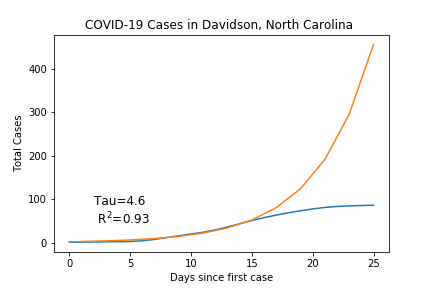 COVID-19 Cases in Davidson, North Carolina
Total Cases
400
300
200
100
0
Tau=4.6
R²=0.93
0 5 10 15 20 25
Days since first case